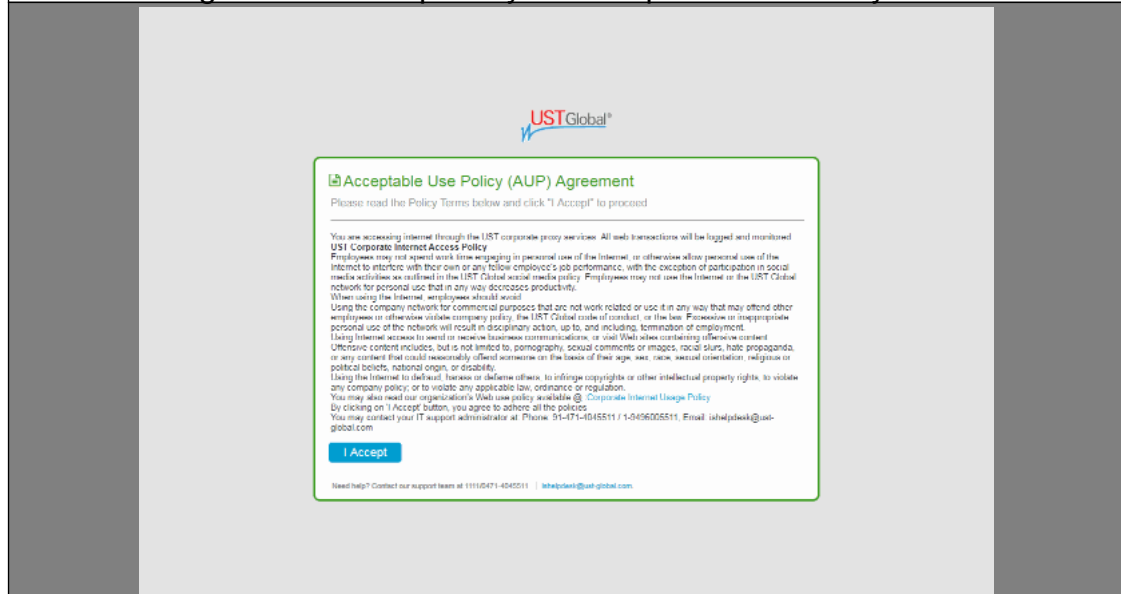 USTGlobal®
Acceptable Use Policy (AUP) Agreement
Please read the Policy Terms below and click "I Accept" to proceed
You are accessing internet through the UST corporate proxy services. All web transactions will be logged and monitored
UST Corporate Internet Access Policy
Employees may not spend work time engaging in personal use of the Internet, or otherwise allow personal use of the
Internet to interfere with their own or any fellow employee's job performance, with the exception of participation in social
media activities as outlined in the UST Global social media policy. Employees may not use the Internet or the UST Global
network for personal use that in any way decreases productivity.
When using the Internet, employees should avoid
Using the company network for commercial purposes that are not work related or use it in any way that may offend other
employees or otherwise violate company policy, the UST Global code of conduct, or the law. Excessive or inappropriate
personal use of the network will result in disciplinary action, up to, and including, termination of employment.
Using Internet access to send or receive business communications, or visit Web sites containing offensive content
Offensive content includes, but is not limited to, pornography, sexual comments or images, racial slurs, hate propaganda,
or any content that could reasonably offend someone on the basis of their age, sex, race, sexual orientation, religious or
political beliefs, national origin, or disability.
Using the Internet to defraud, harass or defame others, to infringe copyrights or other intellectual property rights, to violate
any company policy; or to violate any applicable law, ordinance or regulation.
You may also read our organization's Web use policy available @ Corporate Internet Usage Policy
By clicking on 'I Accept' button, you agree to adhere all the policies
You may contact your IT support administrator at: Phone: 91-471-4045511 / 1-9496005511, Email: ishelpdesk@ust-
global.com
I Accept
Need help? Contact our support team at 1111/0471-4045511 | ishelpdesk@ust-global.com.